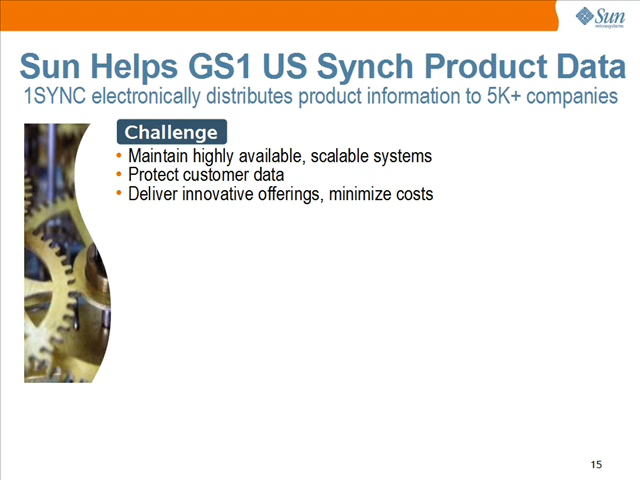 Sun
microsystems
Sun Helps GS1 US Synch Product Data
1SYNC electronically distributes product information to 5K+ companies
Challenge
• Maintain highly available, scalable systems
• Protect customer data
• Deliver innovative offerings, minimize costs
15